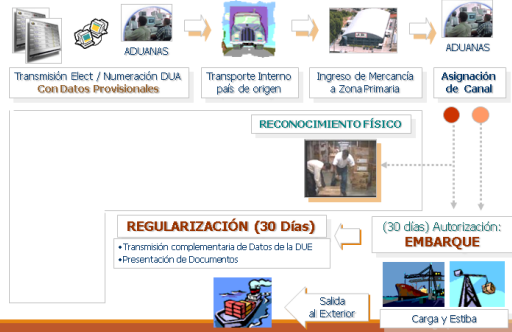 ADUANAS
ADUANAS
Transmisión Elect / Numeración DUA
Con Datos Provisionales
Transporte Interno
país de origen
Ingreso de Mercancía
a Zona Primaria
Asignación
de Canal
RECONOCIMIENTO FÍSICO
REGULARIZACIÓN (30 Días)
•Transmisión complementaria de Datos de la DUE
•Presentación de Documentos
(30 días) Autorización:
EMBARQUE
Salida
al Exterior
Carga y Estiba